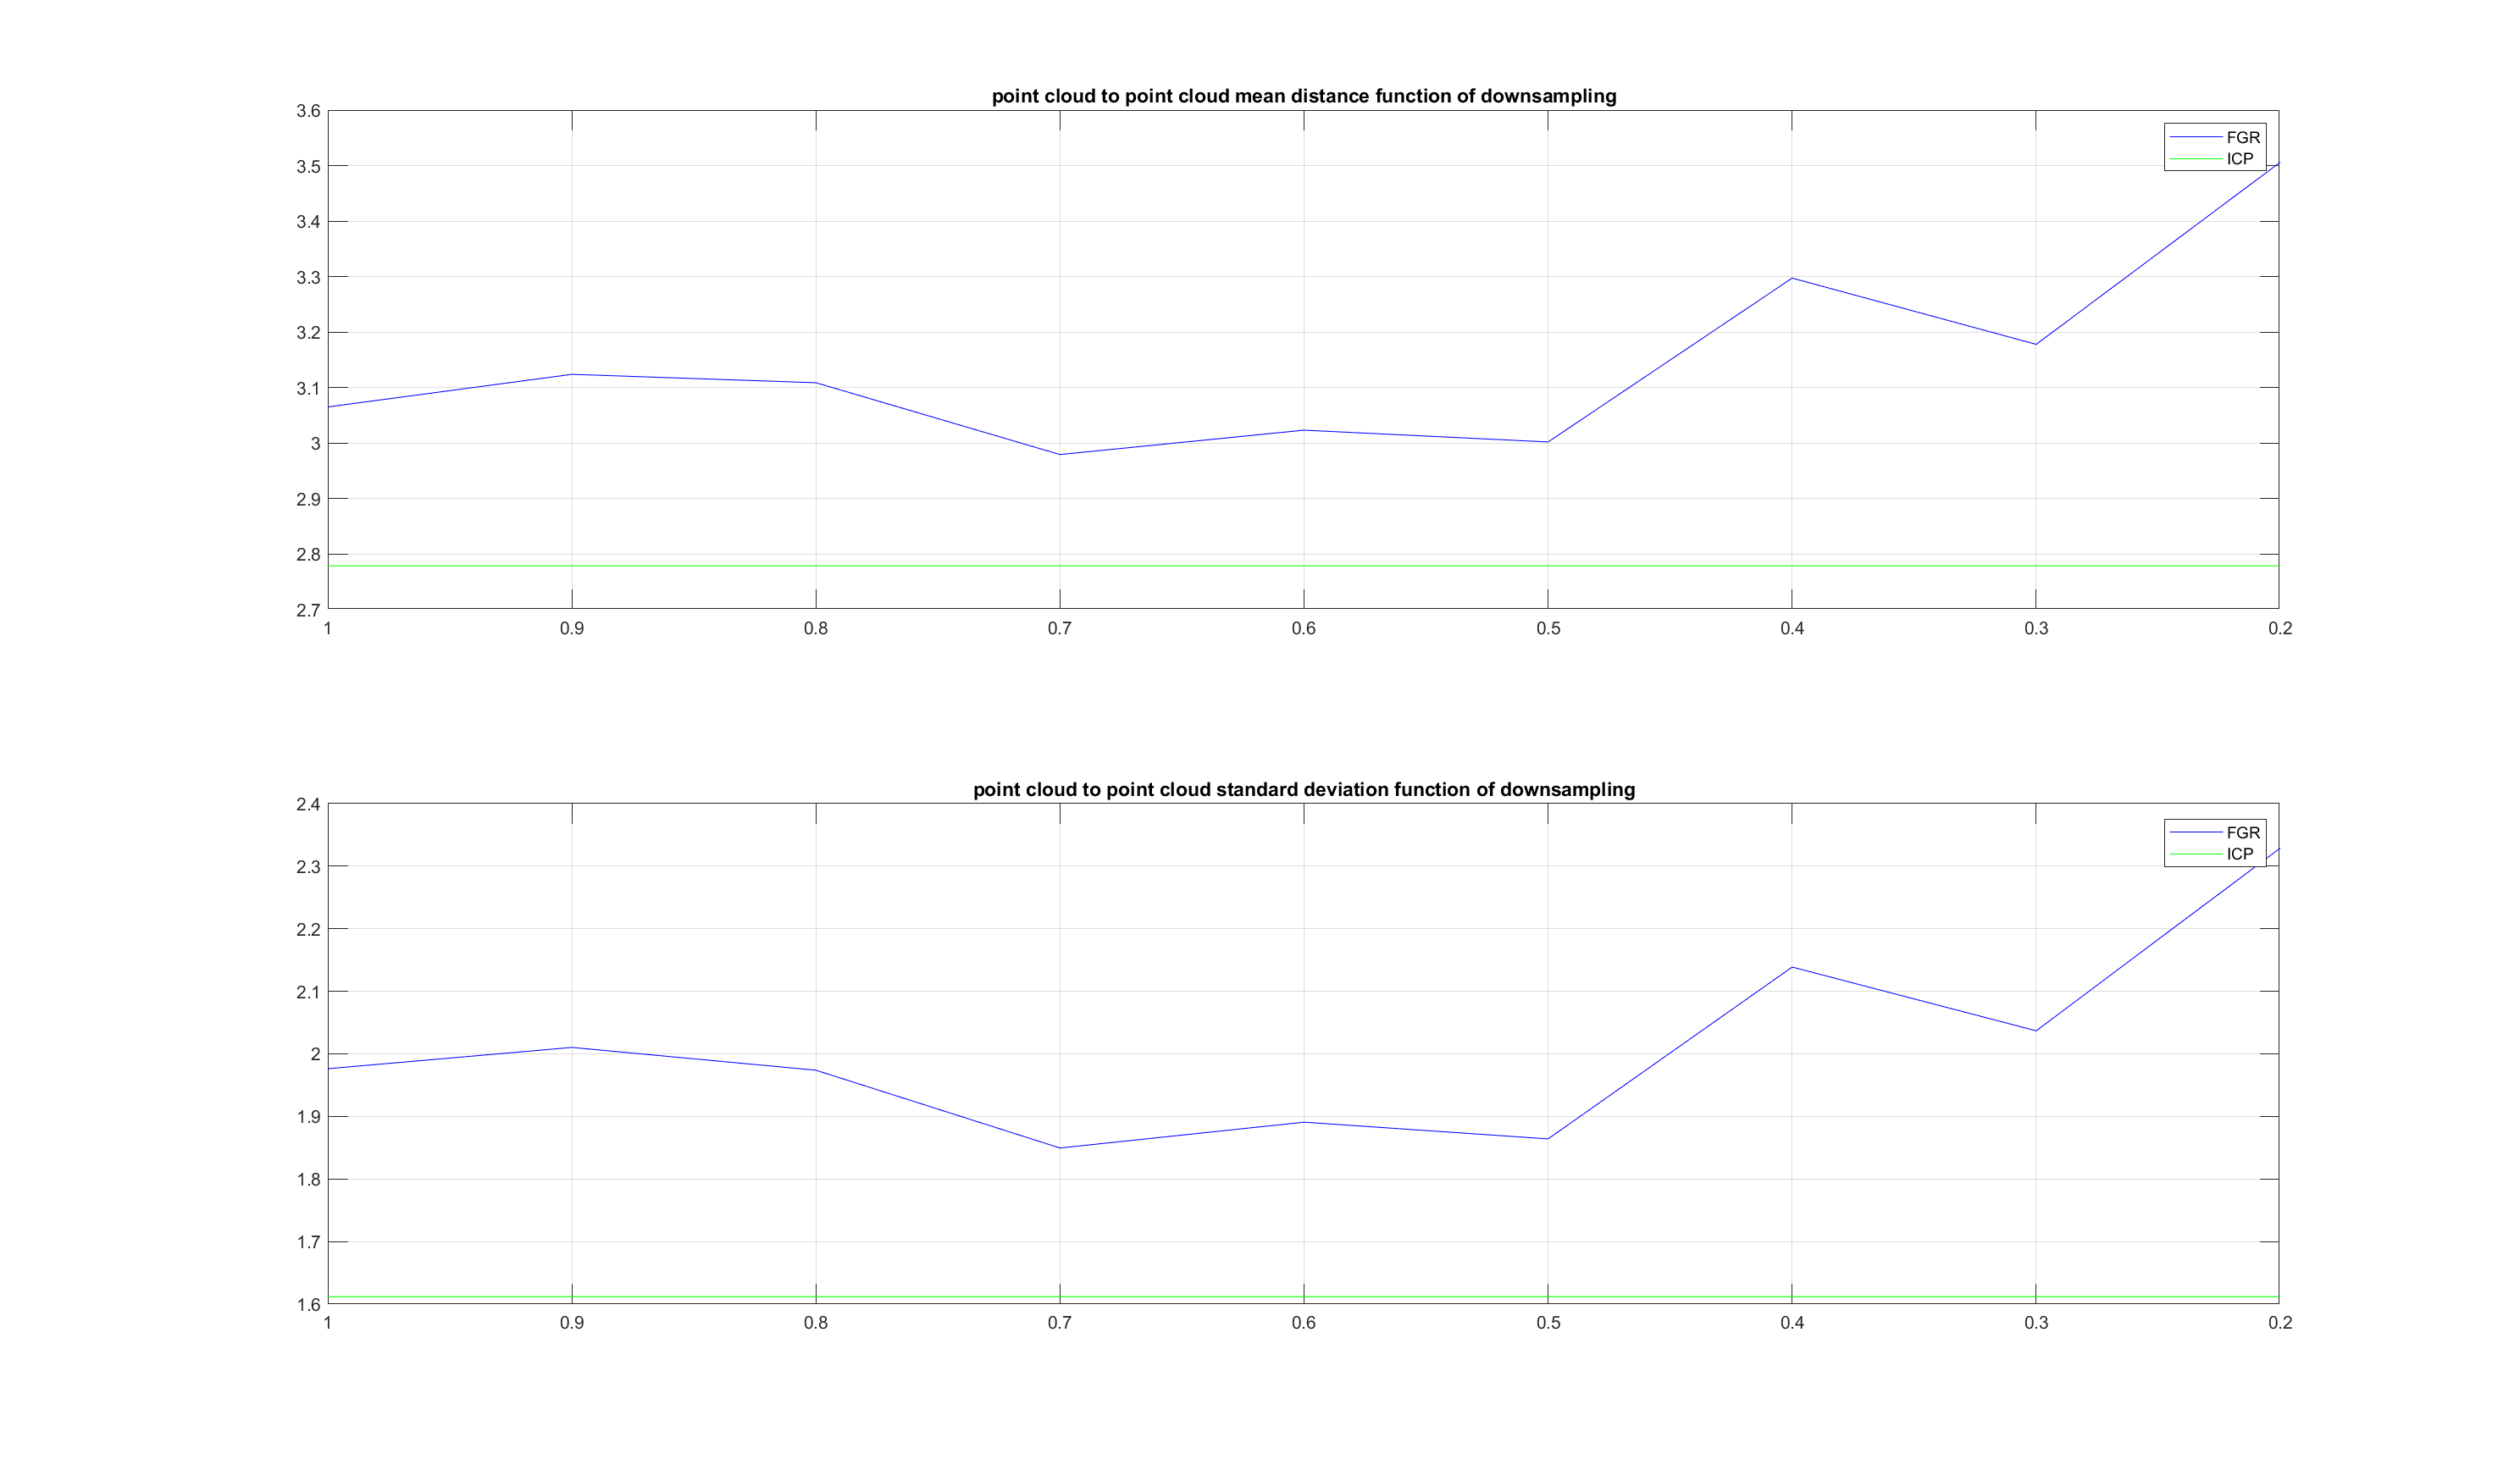 point cloud to point cloud mean distance function of downsampling
3.6
3.5
3.4
3.3
3.2
3.1
3
2.9
2.8
2.7
FGR
ICP
1 0.9 0.8 0.7 0.6 0.5 0.4 0.3 0.2
point cloud to point cloud standard deviation function of downsampling
2.4
2.3
2.2
2.1
2
1.9
1.8
1.7
1.6
FGR
ICP
1 0.9 0.8 0.7 0.6 0.5 0.4 0.3 0.2